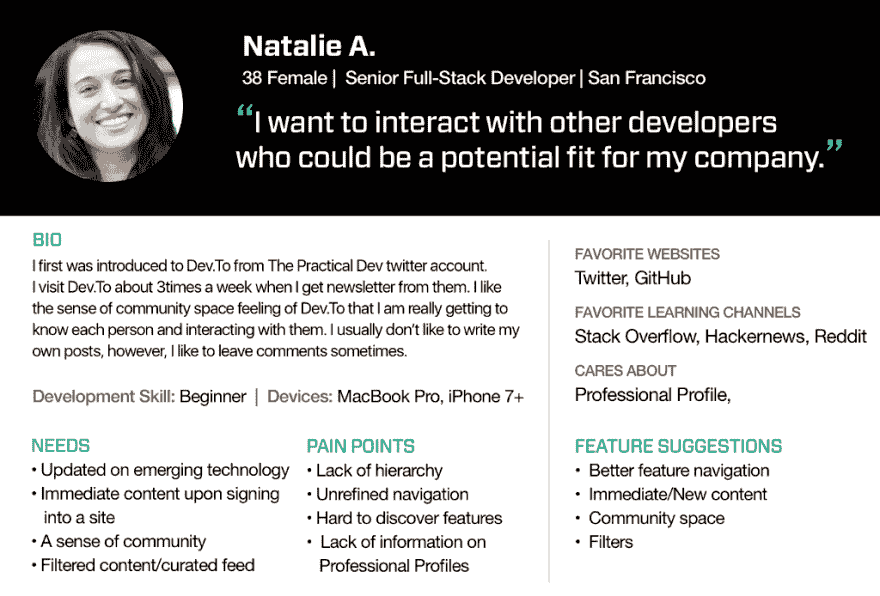 Natalie A.
38 Female | Senior Full-Stack Developer | San Francisco
“I want to interact with other developers
who could be a potential fit for my company.”
BIO
I first was introduced to Dev.To from The Practical Dev twitter account.
I visit Dev.To about 3times a week when I get newsletter from them. I like
the sense of community space feeling of Dev.To that I am really getting to
know each person and interacting with them. I usually don’t like to write my
own posts, however, I like to leave comments sometimes.
Development Skill: Beginner | Devices: MacBook Pro, iPhone 7+
NEEDS
• Updated on emerging technology
• Immediate content upon signing
into a site
• A sense of community
• Filtered content/curated feed
PAIN POINTS
• Lack of hierarchy
• Unrefined navigation
• Hard to discover features
• Lack of information on
Professional Profiles
FAVORITE WEBSITES
Twitter, GitHub
FAVORITE LEARNING CHANNELS
Stack Overflow, Hackernews, Reddit
CARES ABOUT
Professional Profile,
FEATURE SUGGESTIONS
• Better feature navigation
• Immediate/New content
• Community space
• Filters